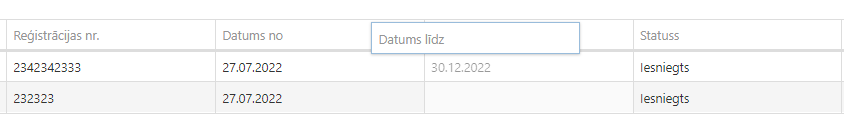 Reģistrācijas nr. Datums no Datums līdz Statuss
2342342333 27.07.2022 30.12.2022 Iesniegts
232323 27.07.2022 Iesniegts